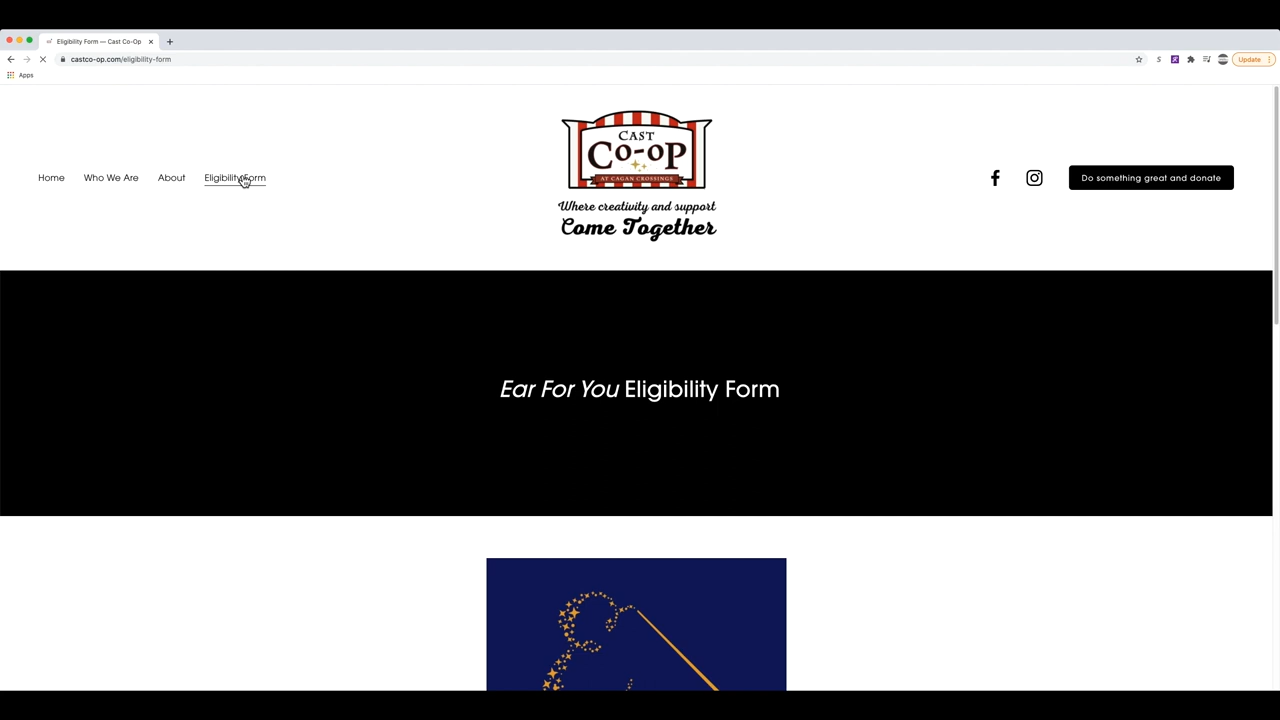 Eligibility Form — Cast Co-Op
castco-op.com/eligibility-form
Update
Apps
Home
Who We Are
About
Eligibility Form
CAST
Co-oP
AT CAGAN CROSSINGS
Where creativity and support
Come Together
Do something great and donate
Ear For You Eligibility Form